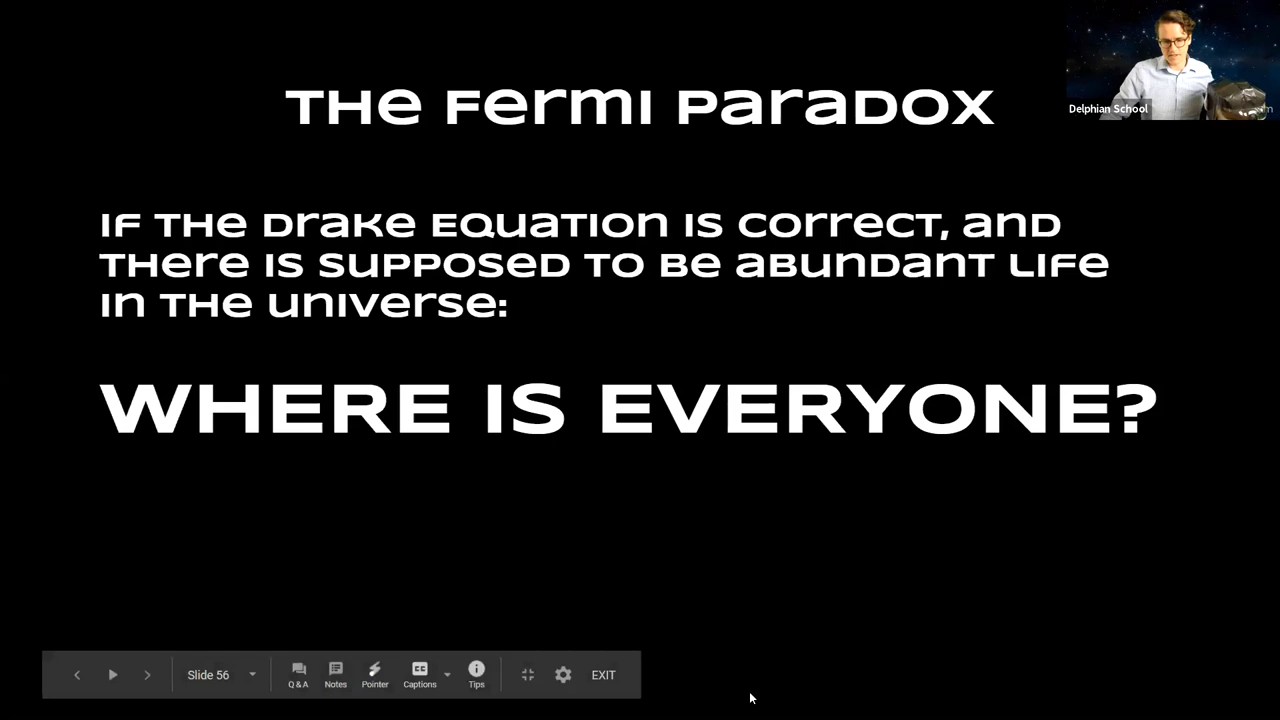 THe FermI ParaDOX
Delphian School
IF THe Drake EQuaTIOn IS COrreCT, anD
THere IS SuPPOSeD TO Be aBunDanT LIFe
In THe unIverse:
WHERE IS EVERYONE?
Slide 56
Q & A
Notes
Pointer
CC
Captions
Tips
EXIT